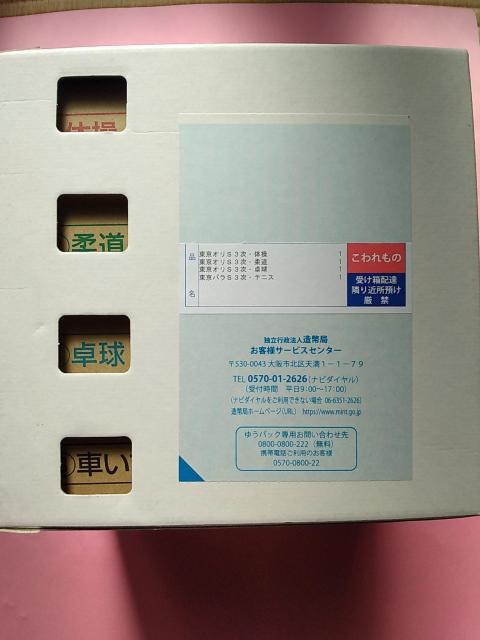 体操
柔道
卓球
車い
品名
東京オリS3次・体操 1
東京オリS3次・柔道 1
東京オリS3次・卓球 1
東京パラS3次・テニス 1
こわれもの
受け箱配達
隣り近所預け
厳禁
独立行政法人造幣局
お客様サービスセンター
〒530-0043 大阪市北区天満1-1-79
TEL 0570-01-2626(ナビダイヤル)
(受付時間 平日9:00~17:00)
(ナビダイヤルをご利用できない場合 06-6351-2626)
造幣局ホームページ(URL) https://www.mint.go.jp
ゆうパック専用お問い合わせ先
0800-0800-222(無料)
携帯電話ご利用のお客様
0570-0800-22